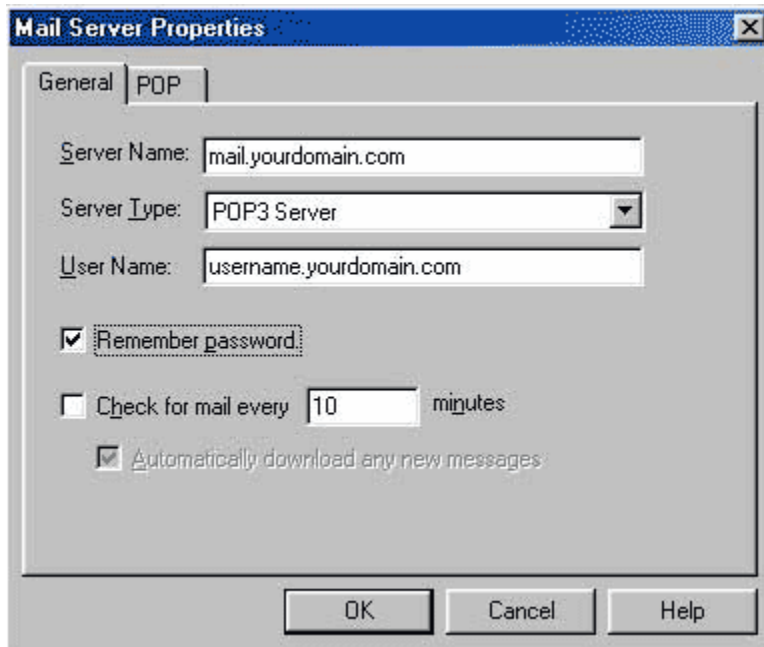 Mail Server Properties
General POP
Server Name: mail.yourdomain.com
Server Type: POP3 Server
User Name: username.yourdomain.com
Remember password.
Check for mail every 10 minutes
Automatically download any new messages
OK Cancel Help